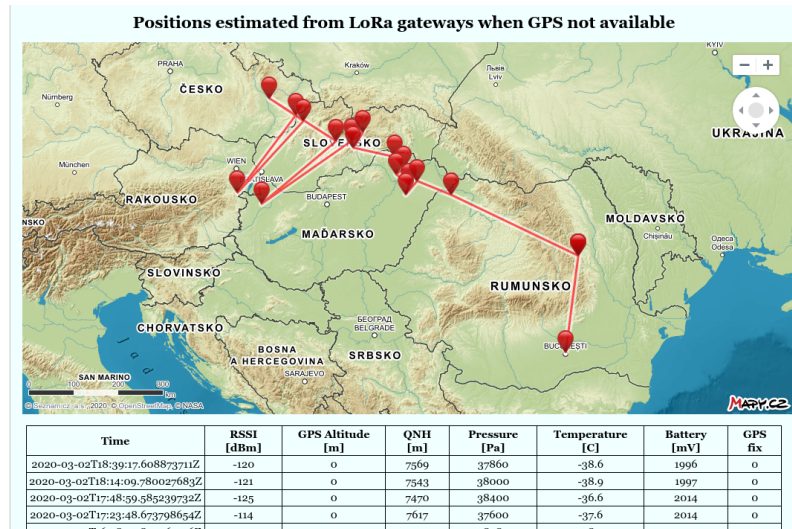 Positions estimated from LoRa gateways when GPS not available
KYIV
PRAHA
Kraków
Львів
Lviv
ČESKO
Nürnberg
UKRAJINA
SLOVENSKO
München
WIEN
BUDAPEST
RAKOUSKO
MOLDAVSKO
MAĎARSKO
Chișinău
Одеса
Odesa
SLOVINSKO
RUMUNSKO
CHORVATSKO
БЕОГРАД
BELGRADE
BUCUREȘTI
BOSNA
A HERCEGOVINA
SRBSKO
SARAJEVO
SAN MARINO
0 100 200 300
km
© Seznam.cz, a.s., 2020, © OpenStreetMap, © NASA
MAPY.CZ
Time RSSI [dBm] GPS Altitude [m] QNH [m] Pressure [Pa] Temperature [C] Battery [mV] GPS fix
2020-03-02T18:39:17.608873711Z -120 0 7569 37860 -38.6 1996 0
2020-03-02T18:14:09.780027683Z -121 0 7543 38000 -38.9 1997 0
2020-03-02T17:48:59.585239732Z -125 0 7470 38400 -36.6 2014 0
2020-03-02T17:23:48.673798654Z -114 0 7617 37600 -37.6 2014 0